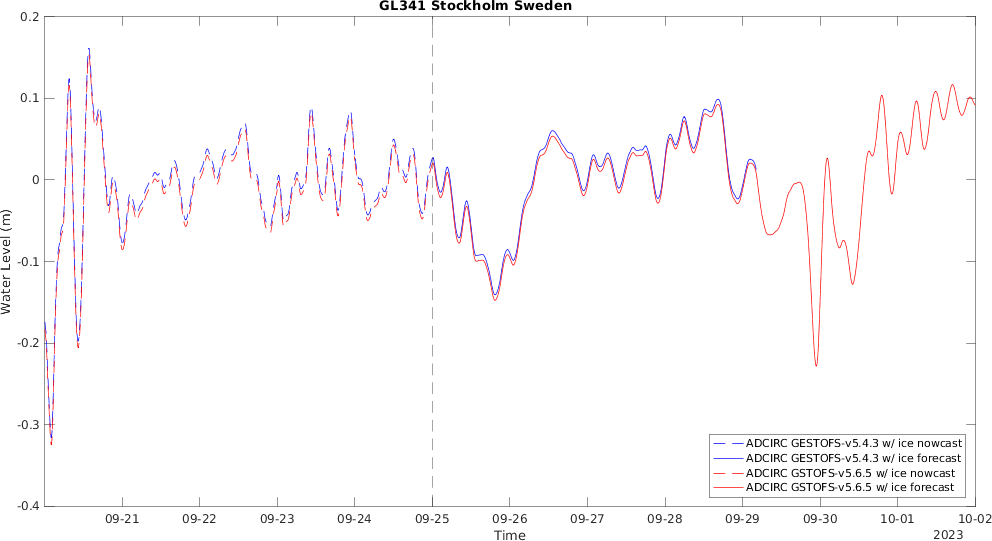 GL341 Stockholm Sweden
0.2
0.1
0
-0.1
-0.2
-0.3
-0.4
Water Level (m)
ADCIRC GESTOFS-v5.4.3 w/ ice nowcast
ADCIRC GESTOFS-v5.4.3 w/ ice forecast
ADCIRC GSTOFS-v5.6.5 w/ ice nowcast
ADCIRC GSTOFS-v5.6.5 w/ ice forecast
09-21 09-22 09-23 09-24 09-25 09-26 09-27 09-28 09-29 09-30 10-01 10-02
Time
2023